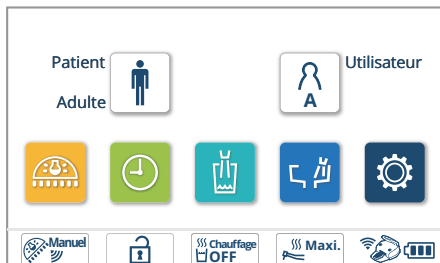 Patient
Utilisateur
Adulte
A
Manuel
Chauffage
OFF
Maxi.